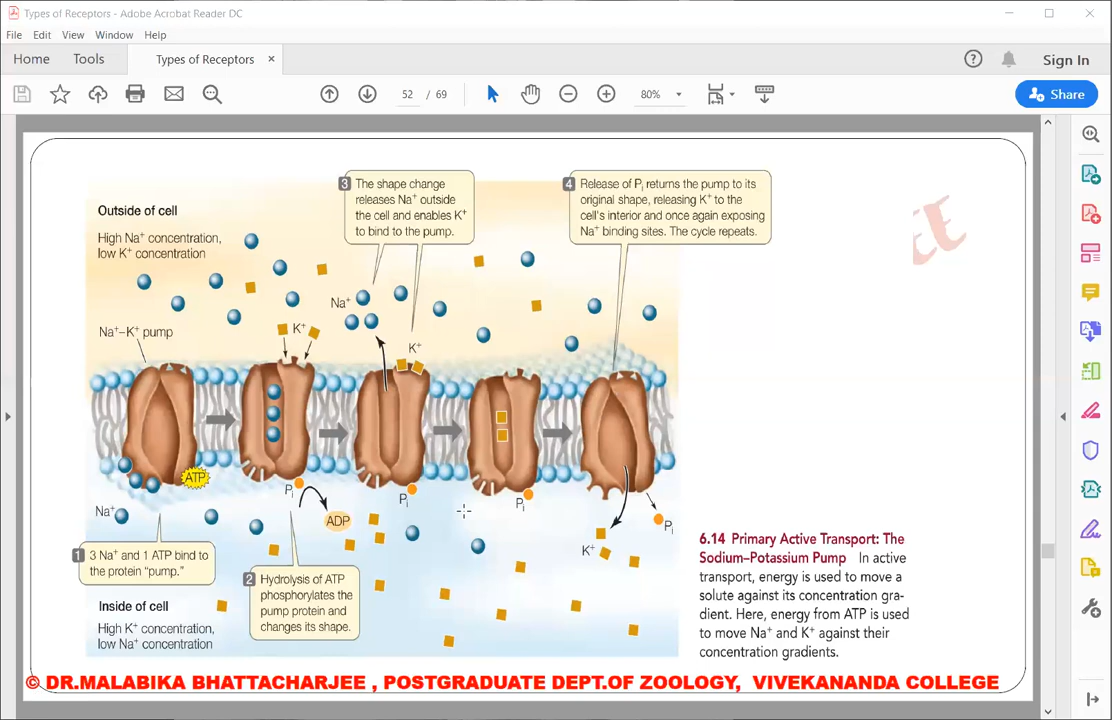 Types of Receptors - Adobe Acrobat Reader DC
File Edit View Window Help
Home Tools Types of Receptors ×
Sign In
52 / 69
80%
Share
3 The shape change
releases Na⁺ outside
the cell and enables K⁺
to bind to the pump.
4 Release of Pi returns the pump to its
original shape, releasing K⁺ to the
cell's interior and once again exposing
Na⁺ binding sites. The cycle repeats.
Outside of cell
High Na⁺ concentration,
low K⁺ concentration
Na⁺
Na⁺–K⁺ pump
K⁺
K⁺
ATP
Pi
Pi
Pi
Na⁺
ADP
Pi
K⁺
1 3 Na⁺ and 1 ATP bind to
the protein “pump.”
2 Hydrolysis of ATP
phosphorylates the
pump protein and
changes its shape.
Inside of cell
High K⁺ concentration,
low Na⁺ concentration
6.14 Primary Active Transport: The
Sodium–Potassium Pump In active
transport, energy is used to move a
solute against its concentration gra-
dient. Here, energy from ATP is used
to move Na⁺ and K⁺ against their
concentration gradients.
© DR.MALABIKA BHATTACHARJEE , POSTGRADUATE DEPT.OF ZOOLOGY, VIVEKANANDA COLLEGE